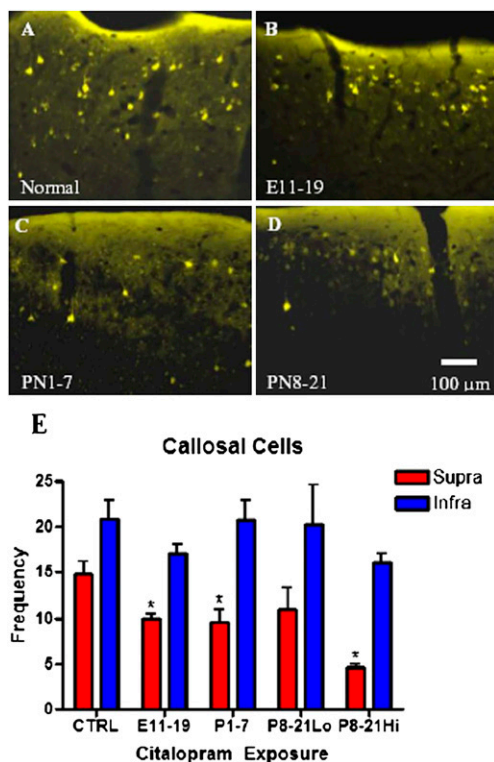 A
B
Normal
E11-19
C
D
PN1-7
PN8-21
100 µm
E
Callosal Cells
Supra
Infra
Frequency
25
20
15
10
5
0
*
*
*
CTRL E11-19 P1-7 P8-21Lo P8-21Hi
Citalopram Exposure